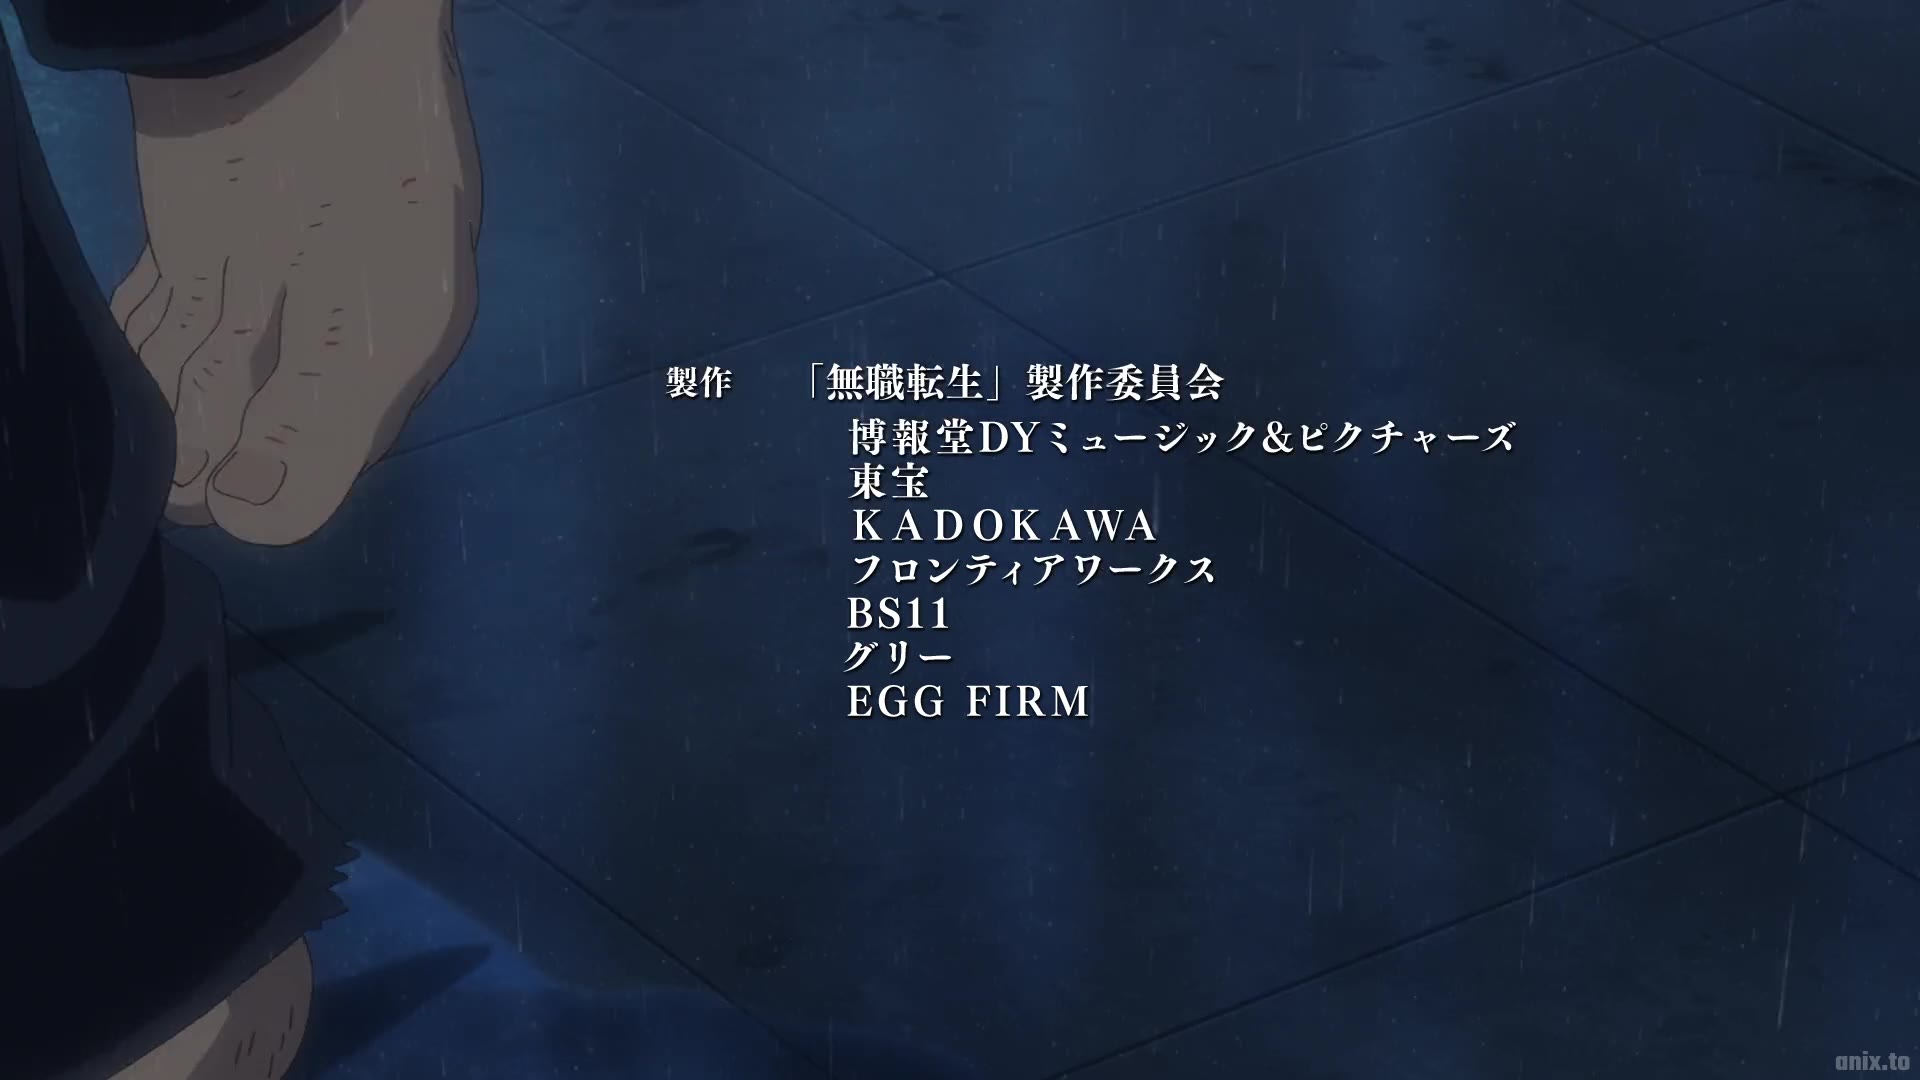 製作 「無職転生」製作委員会
博報堂DYミュージック&ピクチャーズ
東宝
KADOKAWA
フロンティアワークス
BS11
グリー
EGG FIRM
anix.to